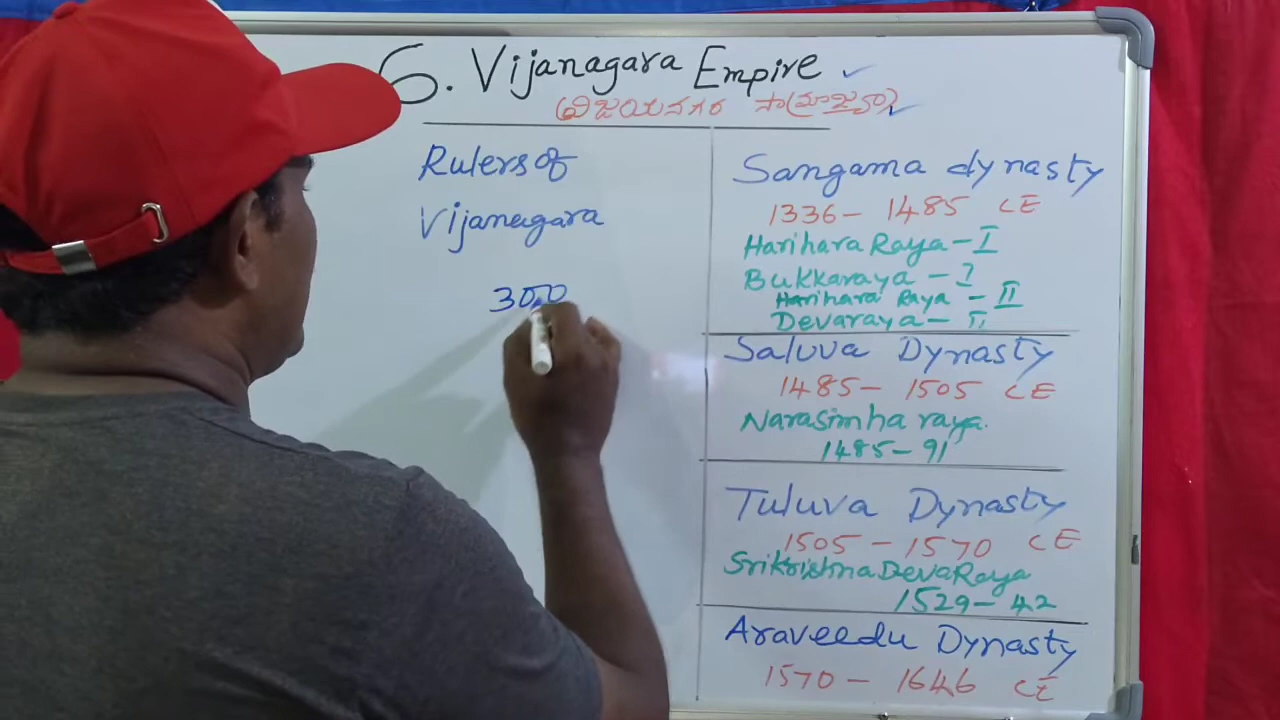 6. Vijanagara Empire
విజయనగర సామ్రాజ్యం
Rulers of
Vijanagara
300
Sangama dynasty
1336 - 1485 CE
Harihara Raya - I
Bukkaraya - I
Harihara Raya - II
Devaraya - II
Saluva Dynasty
1485 - 1505 CE
Narasimha raya.
1485 - 91
Tuluva Dynasty
1505 - 1570 CE
SriKrishnaDevaRaya
1529 - 42
Araveedu Dynasty
1570 - 1646 CE